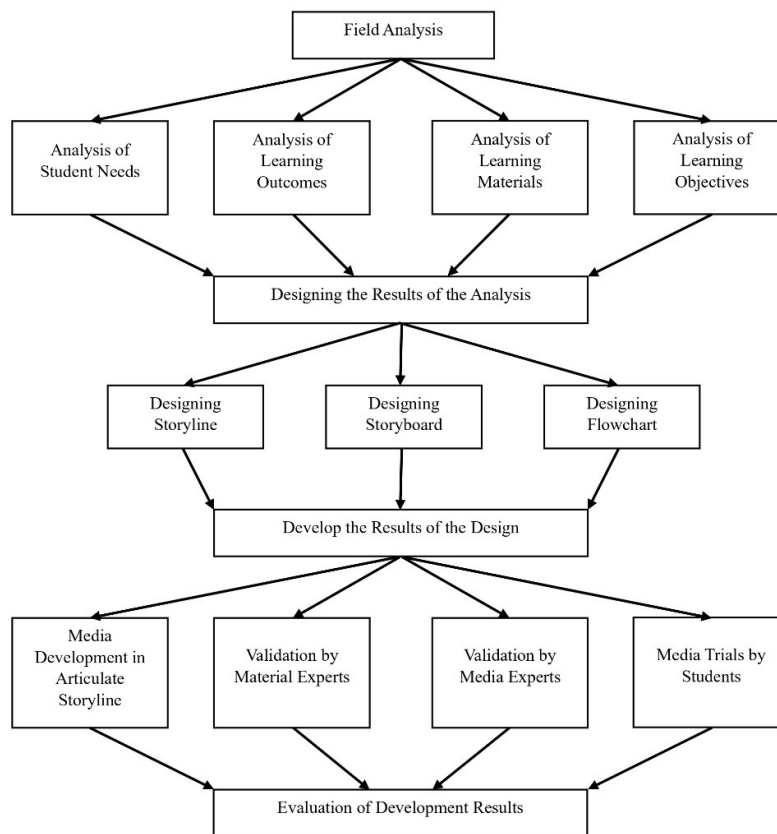 Field Analysis
Analysis of
Student Needs
Analysis of
Learning
Outcomes
Analysis of
Learning
Materials
Analysis of
Learning
Objectives
Designing the Results of the Analysis
Designing
Storyline
Designing
Storyboard
Designing
Flowchart
Develop the Results of the Design
Media
Development in
Articulate
Storyline
Validation by
Material Experts
Validation by
Media Experts
Media Trials by
Students
Evaluation of Development Results